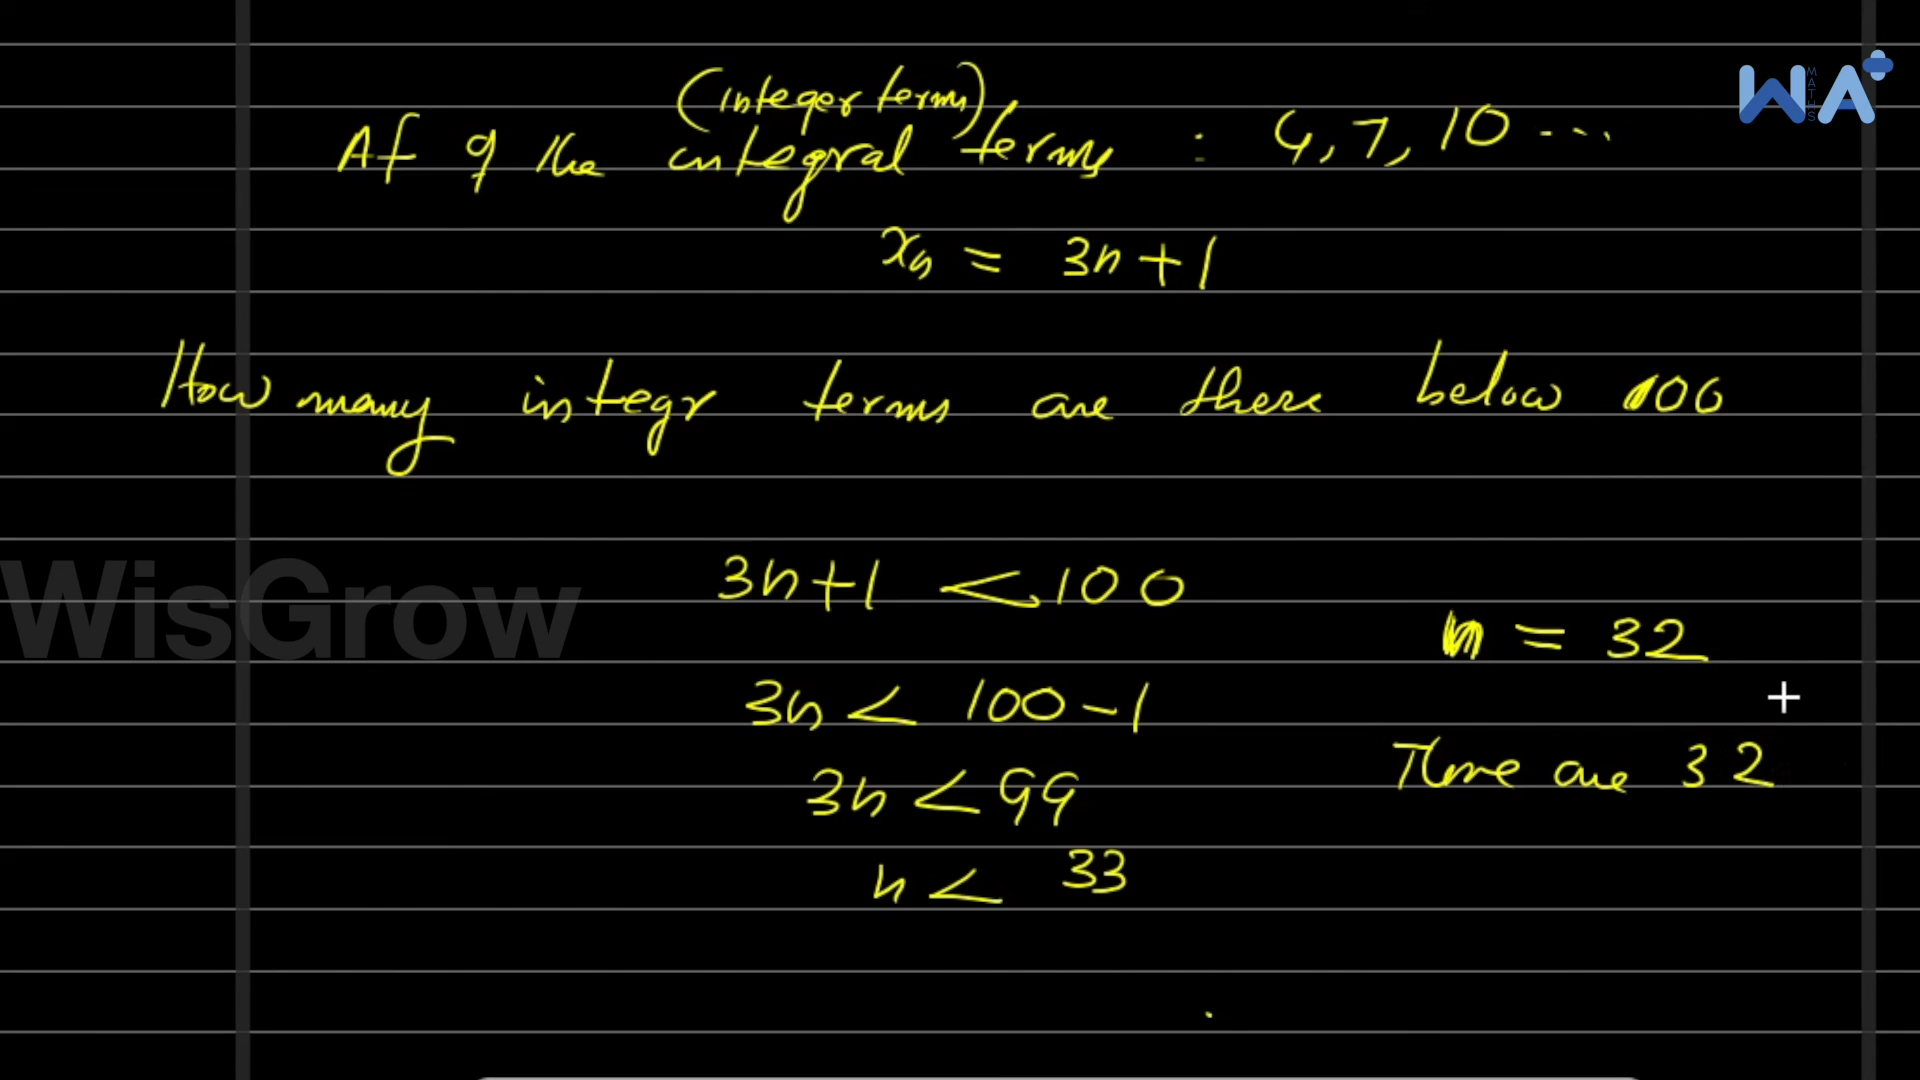 (integer terms)
Af of the integral terms : 4, 7, 10 ...
xn = 3n + 1
How many integr terms are there below 100
3n+1 < 100
n = 32
3n < 100 - 1
There are 32
3n < 99
n < 33
WisGrow
WA+
MATHS